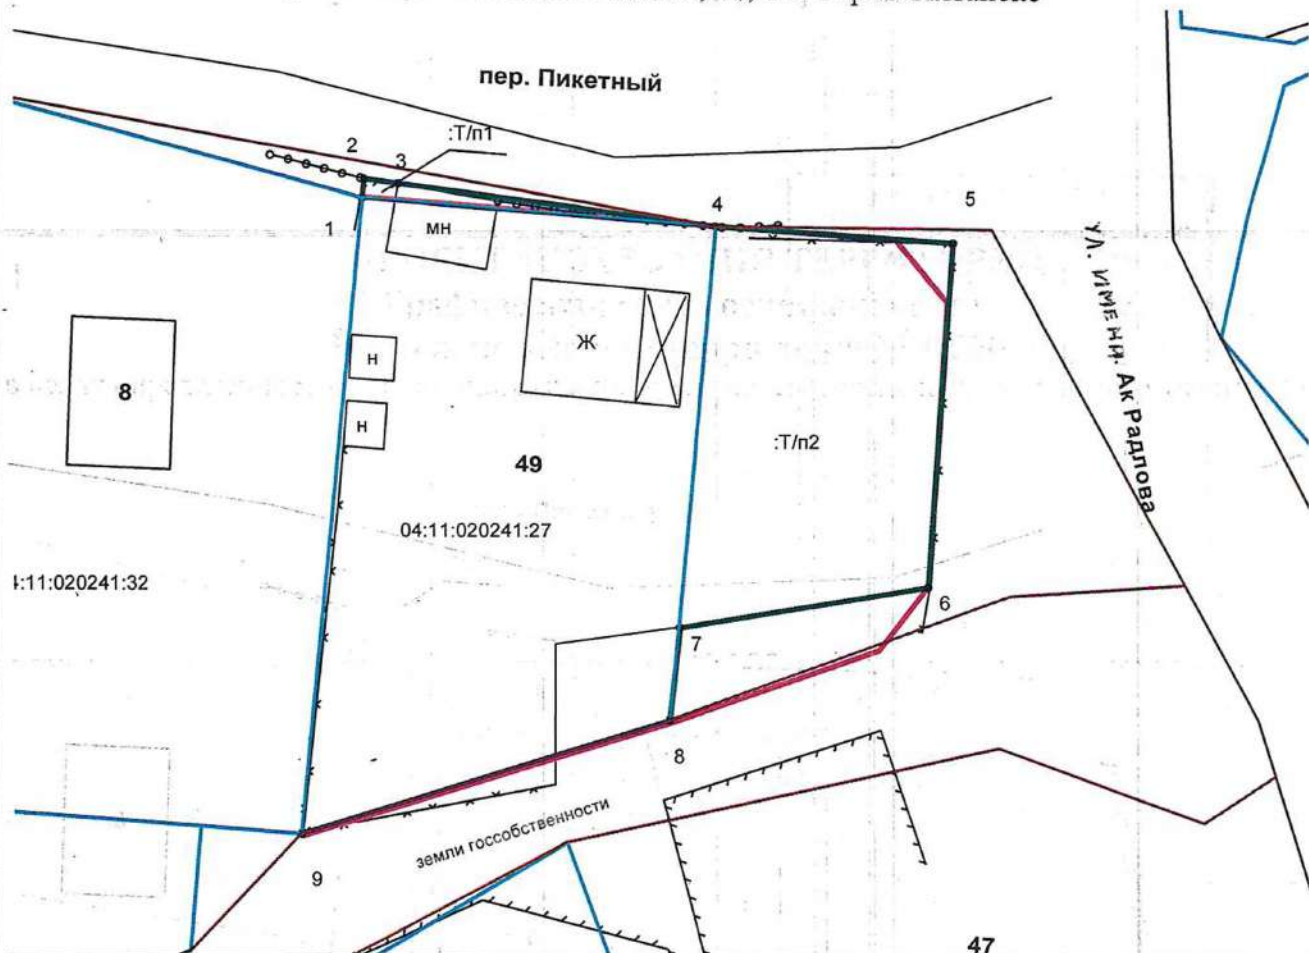 пер. Пикетный
:Т/п1
2
3
4
5
1
мн
ул. имени. Ак Радлова
Ж
н
8
н
:Т/п2
49
04:11:020241:27
:11:020241:32
6
7
8
земли госсобственности
9
47